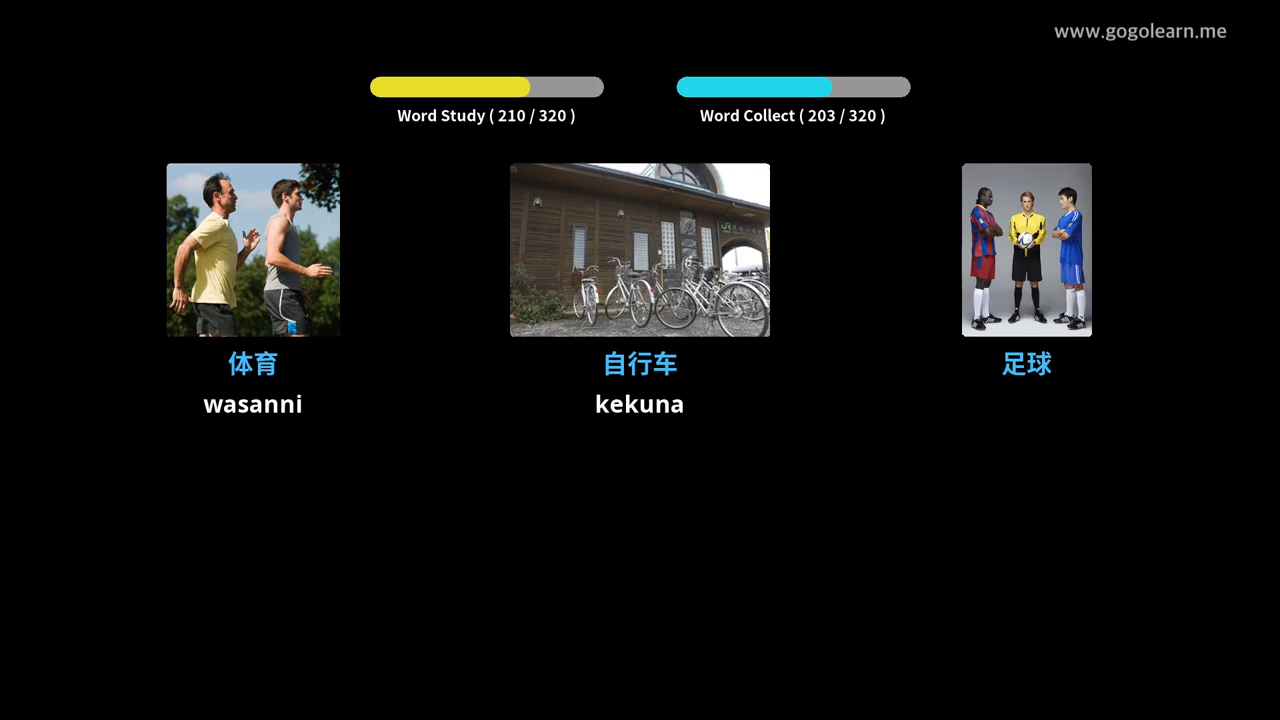 www.gogolearn.me
Word Study ( 210 / 320 )
Word Collect ( 203 / 320 )
JR
体育
自行车
足球
wasanni
kekuna